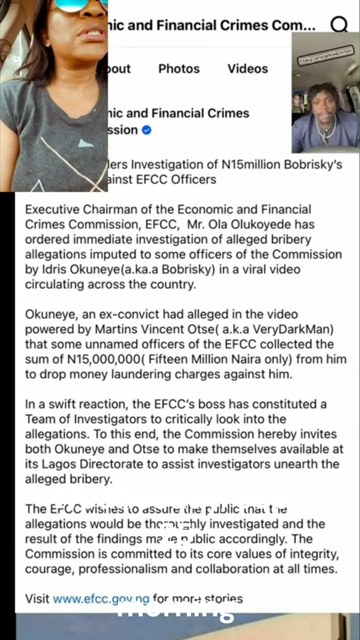 nic and Financial Crimes Com...
out Photos Videos
nic and Financial Crimes
ssion
lers Investigation of N15million Bobrisky's
ainst EFCC Officers
Executive Chairman of the Economic and Financial
Crimes Commission, EFCC, Mr. Ola Olukoyede has
ordered immediate investigation of alleged bribery
allegations imputed to some officers of the Commission
by Idris Okuneye(a.ka.a Bobrisky) in a viral video
circulating across the country.
Okuneye, an ex-convict had alleged in the video
powered by Martins Vincent Otse( a.k.a VeryDarkMan)
that some unnamed officers of the EFCC collected the
sum of N15,000,000( Fifteen Million Naira only) from him
to drop money laundering charges against him.
In a swift reaction, the EFCC's boss has constituted a
Team of Investigators to critically look into the
allegations. To this end, the Commission hereby invites
both Okuneye and Otse to make themselves available at
its Lagos Directorate to assist investigators unearth the
alleged bribery.
The EFCC wishes to assure the public that the
allegations would be thoroughly investigated and the
result of the findings made public accordingly. The
Commission is committed to its core values of integrity,
courage, professionalism and collaboration at all times.
Visit www.efcc.gov.ng for more stories
morning